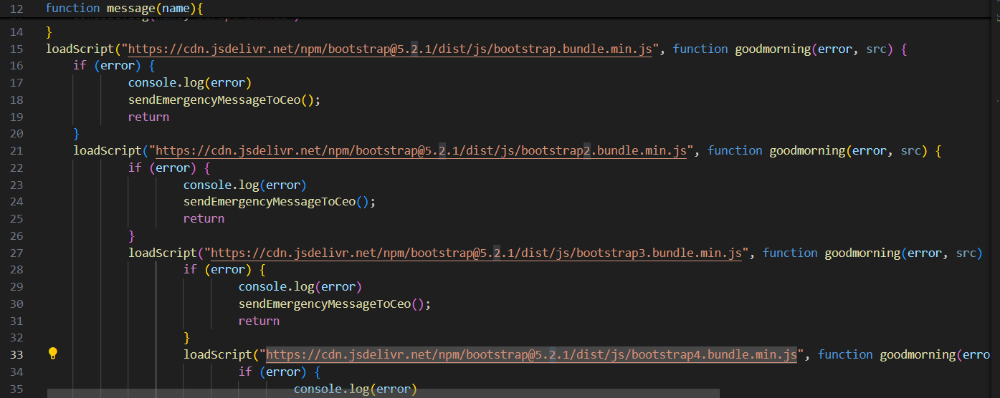 12 function message(name){
14 }
15 loadScript("https://cdn.jsdelivr.net/npm/bootstrap@5.2.1/dist/js/bootstrap.bundle.min.js", function goodmorning(error, src) {
16 if (error) {
17 console.log(error)
18 sendEmergencyMessageToCeo();
19 return
20 }
21 loadScript("https://cdn.jsdelivr.net/npm/bootstrap@5.2.1/dist/js/bootstrap2.bundle.min.js", function goodmorning(error, src) {
22 if (error) {
23 console.log(error)
24 sendEmergencyMessageToCeo();
25 return
26 }
27 loadScript("https://cdn.jsdelivr.net/npm/bootstrap@5.2.1/dist/js/bootstrap3.bundle.min.js", function goodmorning(error, src)
28 if (error) {
29 console.log(error)
30 sendEmergencyMessageToCeo();
31 return
32 }
33 loadScript("https://cdn.jsdelivr.net/npm/bootstrap@5.2.1/dist/js/bootstrap4.bundle.min.js", function goodmorning(erro
34 if (error) {
35 console.log(error)